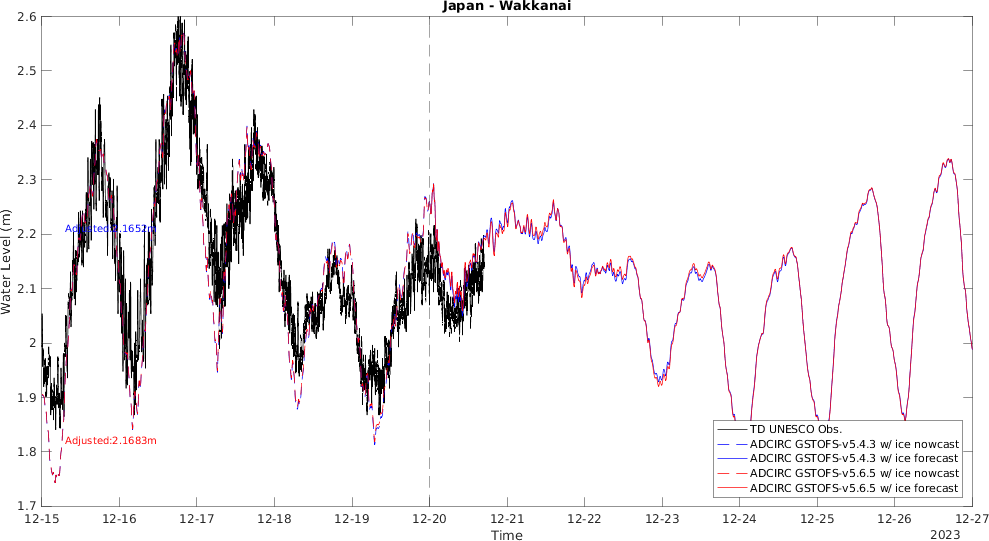 Japan - Wakkanai
2.6
2.5
2.4
2.3
2.2
2.1
2
1.9
1.8
1.7
Water Level (m)
Adjusted:2.1652m
Adjusted:2.1683m
TD UNESCO Obs.
ADCIRC GSTOFS-v5.4.3 w/ ice nowcast
ADCIRC GSTOFS-v5.4.3 w/ ice forecast
ADCIRC GSTOFS-v5.6.5 w/ ice nowcast
ADCIRC GSTOFS-v5.6.5 w/ ice forecast
12-15 12-16 12-17 12-18 12-19 12-20 12-21 12-22 12-23 12-24 12-25 12-26 12-27
Time
2023